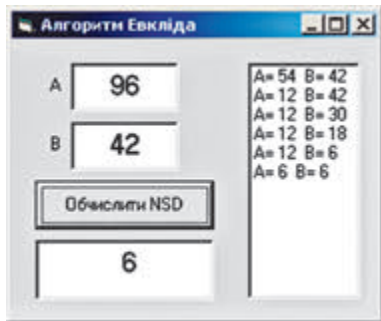 Алгоритм Евкліда
A 96
B 42
Обчислити NSD
6
A= 54 B= 42
A= 12 B= 42
A= 12 B= 30
A= 12 B= 18
A= 12 B= 6
A= 6 B= 6